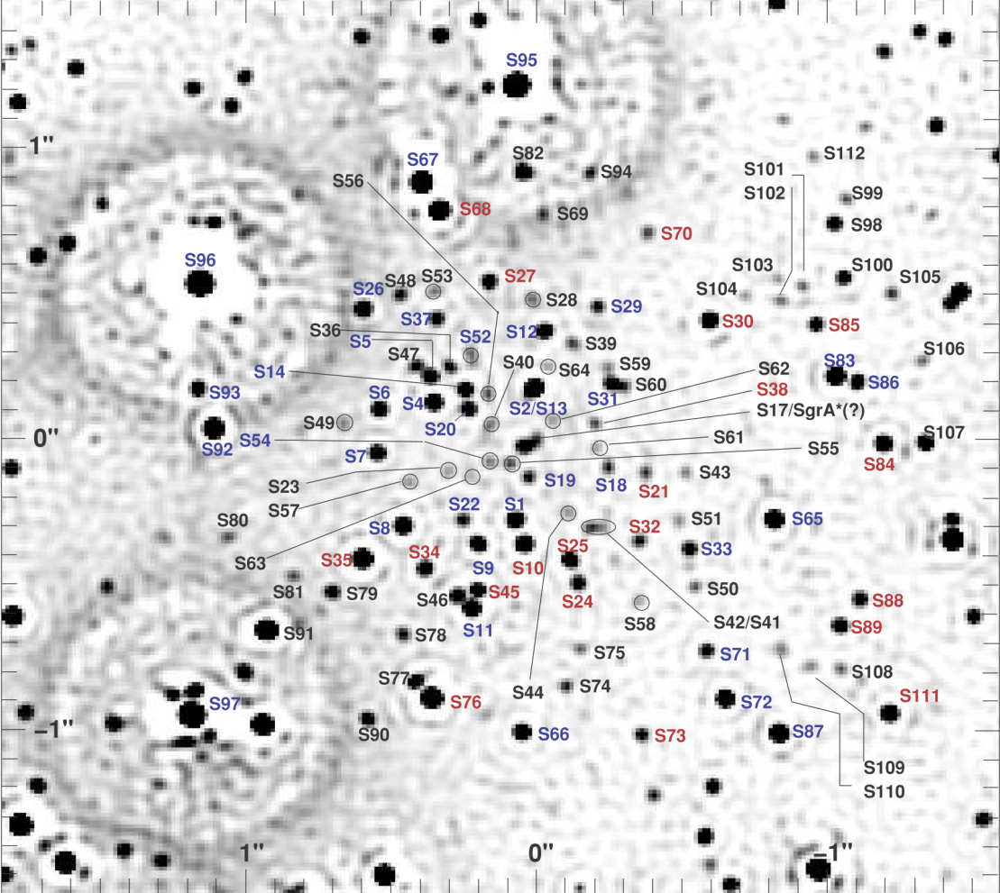 S95
1"
S82
S112
S67
S101
S56
S94
S102
S99
S68
S69
S98
S70
S96
S103
S100
S27
S53
S48
S105
S26
S104
S28
S29
S37
S30
S85
S36
S12
S52
S5
S39
S106
S47
S40
S59
S83
S64
S62
S14
S60
S86
S93
S6
S31
S38
S4
S2/S13
S20
S17/SgrA*(?)
S49
0"
S54
S61
S107
S92
S55
S7
S84
S19
S43
S23
S18
S21
S57
S22
S1
S80
S51
S65
S8
S32
S25
S34
S33
S35
S63
S9
S10
S50
S81
S79
S46
S45
S24
S88
S58
S42/S41
S89
S91
S78
S11
S75
S71
S108
S77
S74
S44
S111
S97
S76
S72
−1"
S90
S66
S73
S87
S109
S110
1"
0"
−1"